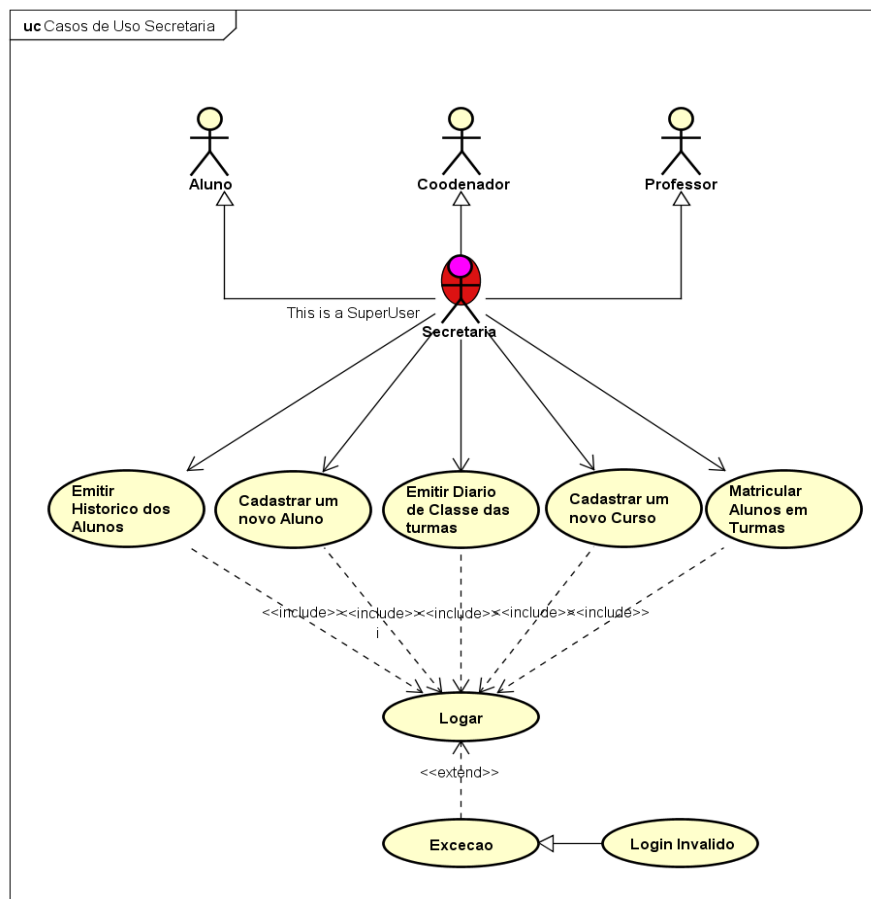 uc Casos de Uso Secretaria
Aluno
Coodenador
Professor
This is a SuperUser
Secretaria
Emitir
Historico dos
Alunos
Cadastrar um
novo Aluno
Emitir Diario
de Classe das
turmas
Cadastrar um
novo Curso
Matricular
Alunos em
Turmas
<<include>>
<<include>>
i
<<include>>
<<include>>
<<include>>
Logar
<<extend>>
Excecao
Login Invalido